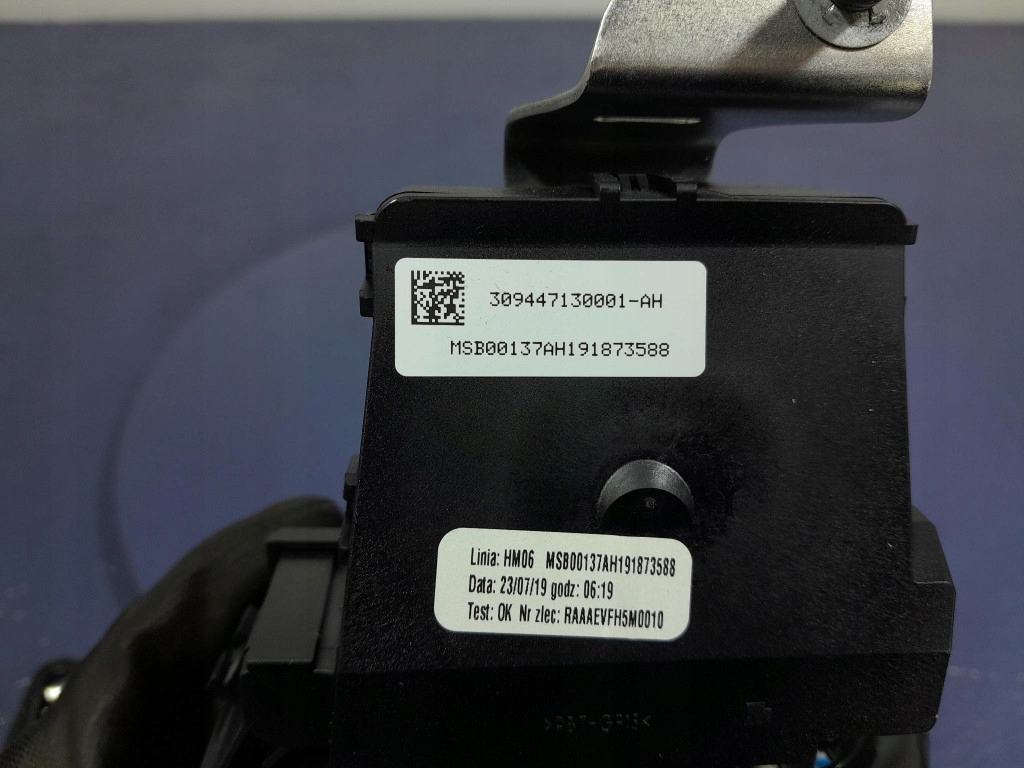 309447130001-AH
MSB00137AH191873588
Linia: HM06 MSB00137AH191873588
Data: 23/07/19 godz: 06:19
Test: OK Nr zlec: RAAAEVFH5M0010